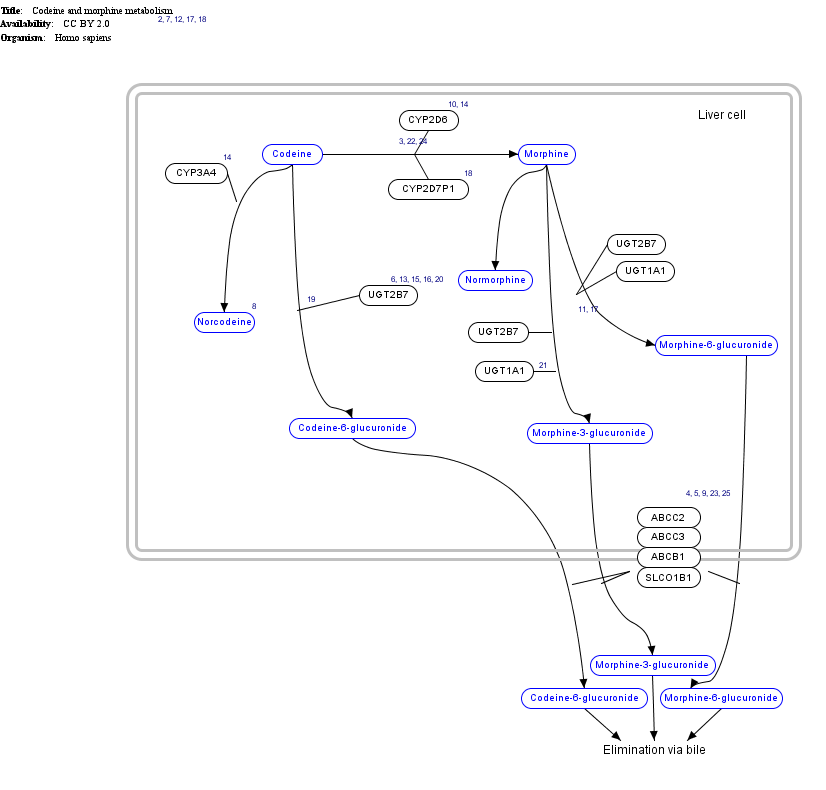 Title: Codeine and morphine metabolism
2, 7, 12, 17, 18
Availability: CC BY 2.0
Organism: Homo sapiens
10, 14
Liver cell
CYP2D6
3, 22, 24
Codeine
Morphine
14
CYP3A4
18
CYP2D7P1
UGT2B7
UGT1A1
6, 13, 15, 16, 20
Normorphine
19
UGT2B7
8
11, 17
Norcodeine
UGT2B7
Morphine-6-glucuronide
21
UGT1A1
Codeine-6-glucuronide
Morphine-3-glucuronide
4, 5, 9, 23, 25
ABCC2
ABCC3
ABCB1
SLCO1B1
Morphine-3-glucuronide
Codeine-6-glucuronide
Morphine-6-glucuronide
Elimination via bile